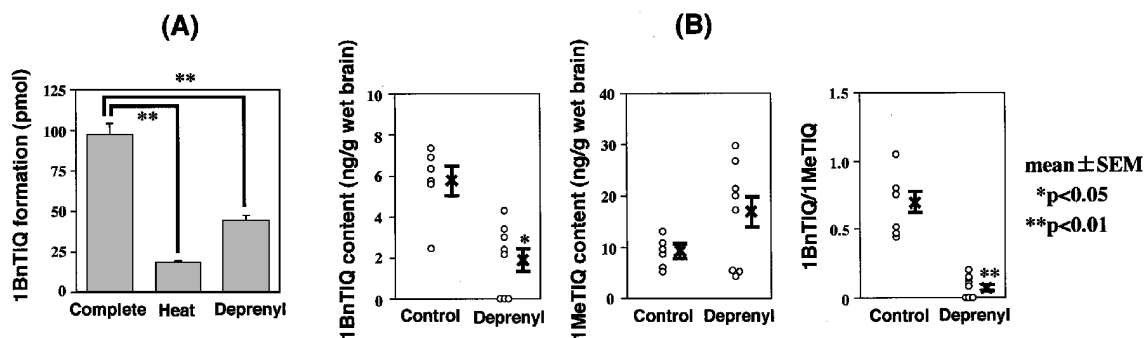 (A)
1BnTIQ formation (pmol)
125
100
75
50
25
0
**
**
Complete Heat Deprenyl
(B)
1BnTIQ content (ng/g wet brain)
8
6
4
2
0
*
Control Deprenyl
1MeTIQ content (ng/g wet brain)
40
30
20
10
0
Control Deprenyl
1BnTIQ/1MeTIQ
1.5
1.0
0.5
0
**
Control Deprenyl
mean ±SEM
*p<0.05
**p<0.01